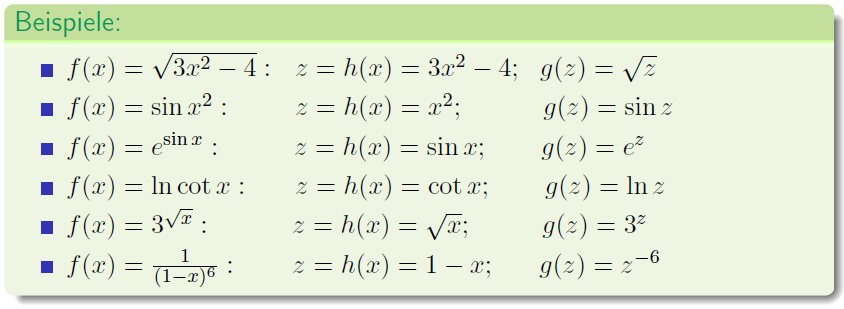 Beispiele:
f(x) = √(3x² − 4) : z = h(x) = 3x² − 4; g(z) = √z
f(x) = sin x² : z = h(x) = x²; g(z) = sin z
f(x) = e^{sin x} : z = h(x) = sin x; g(z) = e^z
f(x) = ln cot x : z = h(x) = cot x; g(z) = ln z
f(x) = 3^{√x} : z = h(x) = √x; g(z) = 3^z
f(x) = 1/(1−x)⁶ : z = h(x) = 1 − x; g(z) = z^{−6}